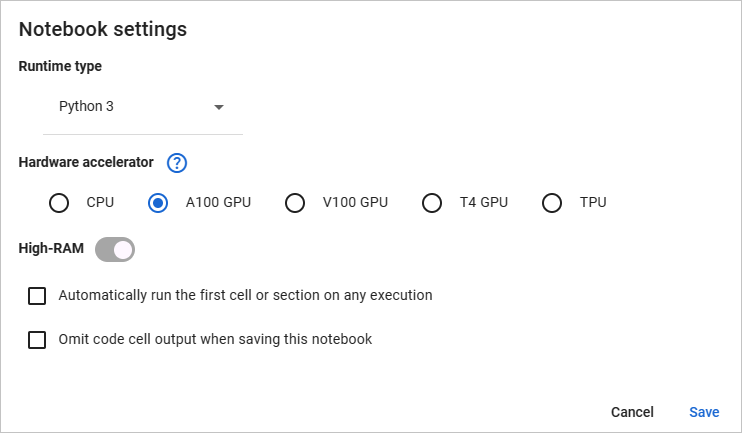 Notebook settings
Runtime type
Python 3
Hardware accelerator ?
CPU A100 GPU V100 GPU T4 GPU TPU
High-RAM
Automatically run the first cell or section on any execution
Omit code cell output when saving this notebook
Cancel Save